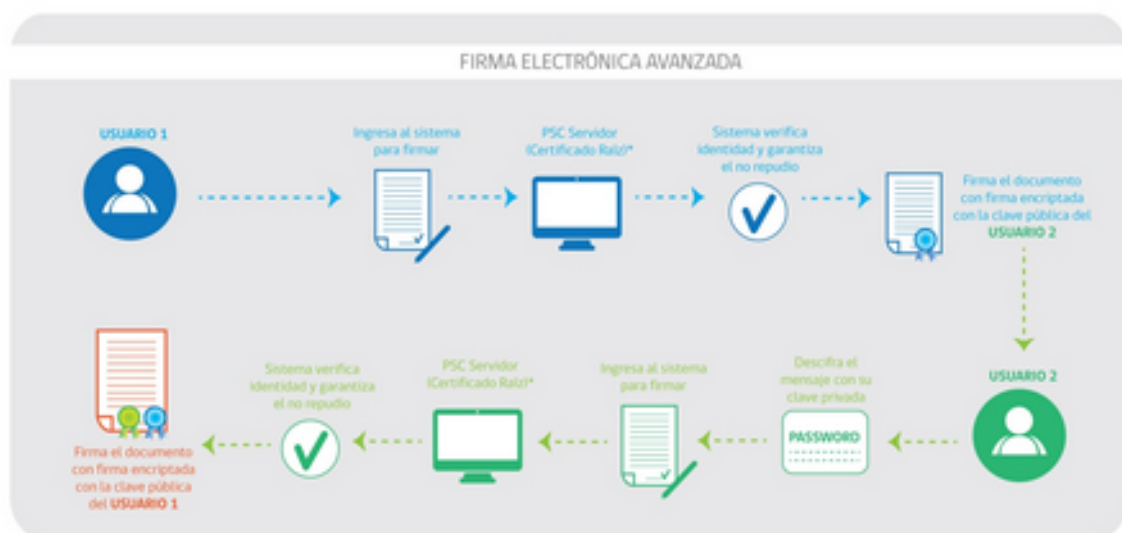 FIRMA ELECTRÓNICA AVANZADA
USUARIO 1
Ingresa al sistema
para firmar
PSC Servidor
(Certificado Raíz)*
Sistema verifica
identidad y garantiza
el no repudio
Firma el documento
con firma encriptada
con la clave pública del
USUARIO 2
USUARIO 2
Descifra el
mensaje con su
clave privada
PASSWORD
Ingresa al sistema
para firmar
PSC Servidor
(Certificado Raíz)*
Sistema verifica
identidad y garantiza
el no repudio
Firma el documento
con firma encriptada
con la clave pública
del USUARIO 1